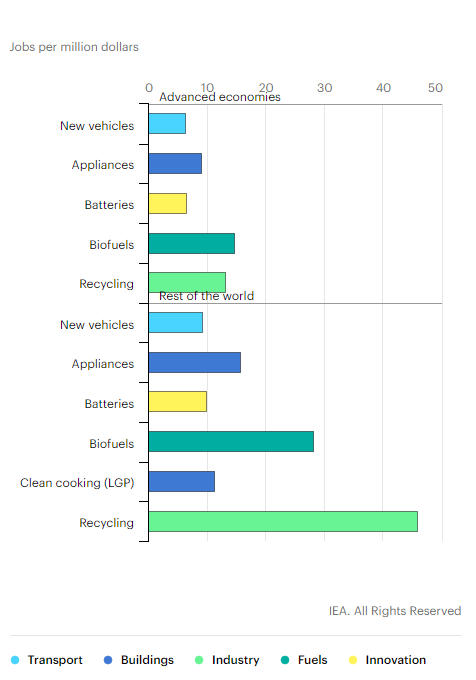 Jobs per million dollars
0 10 20 30 40 50
Advanced economies
New vehicles
Appliances
Batteries
Biofuels
Recycling
Rest of the world
New vehicles
Appliances
Batteries
Biofuels
Clean cooking (LGP)
Recycling
IEA. All Rights Reserved
Transport Buildings Industry Fuels Innovation